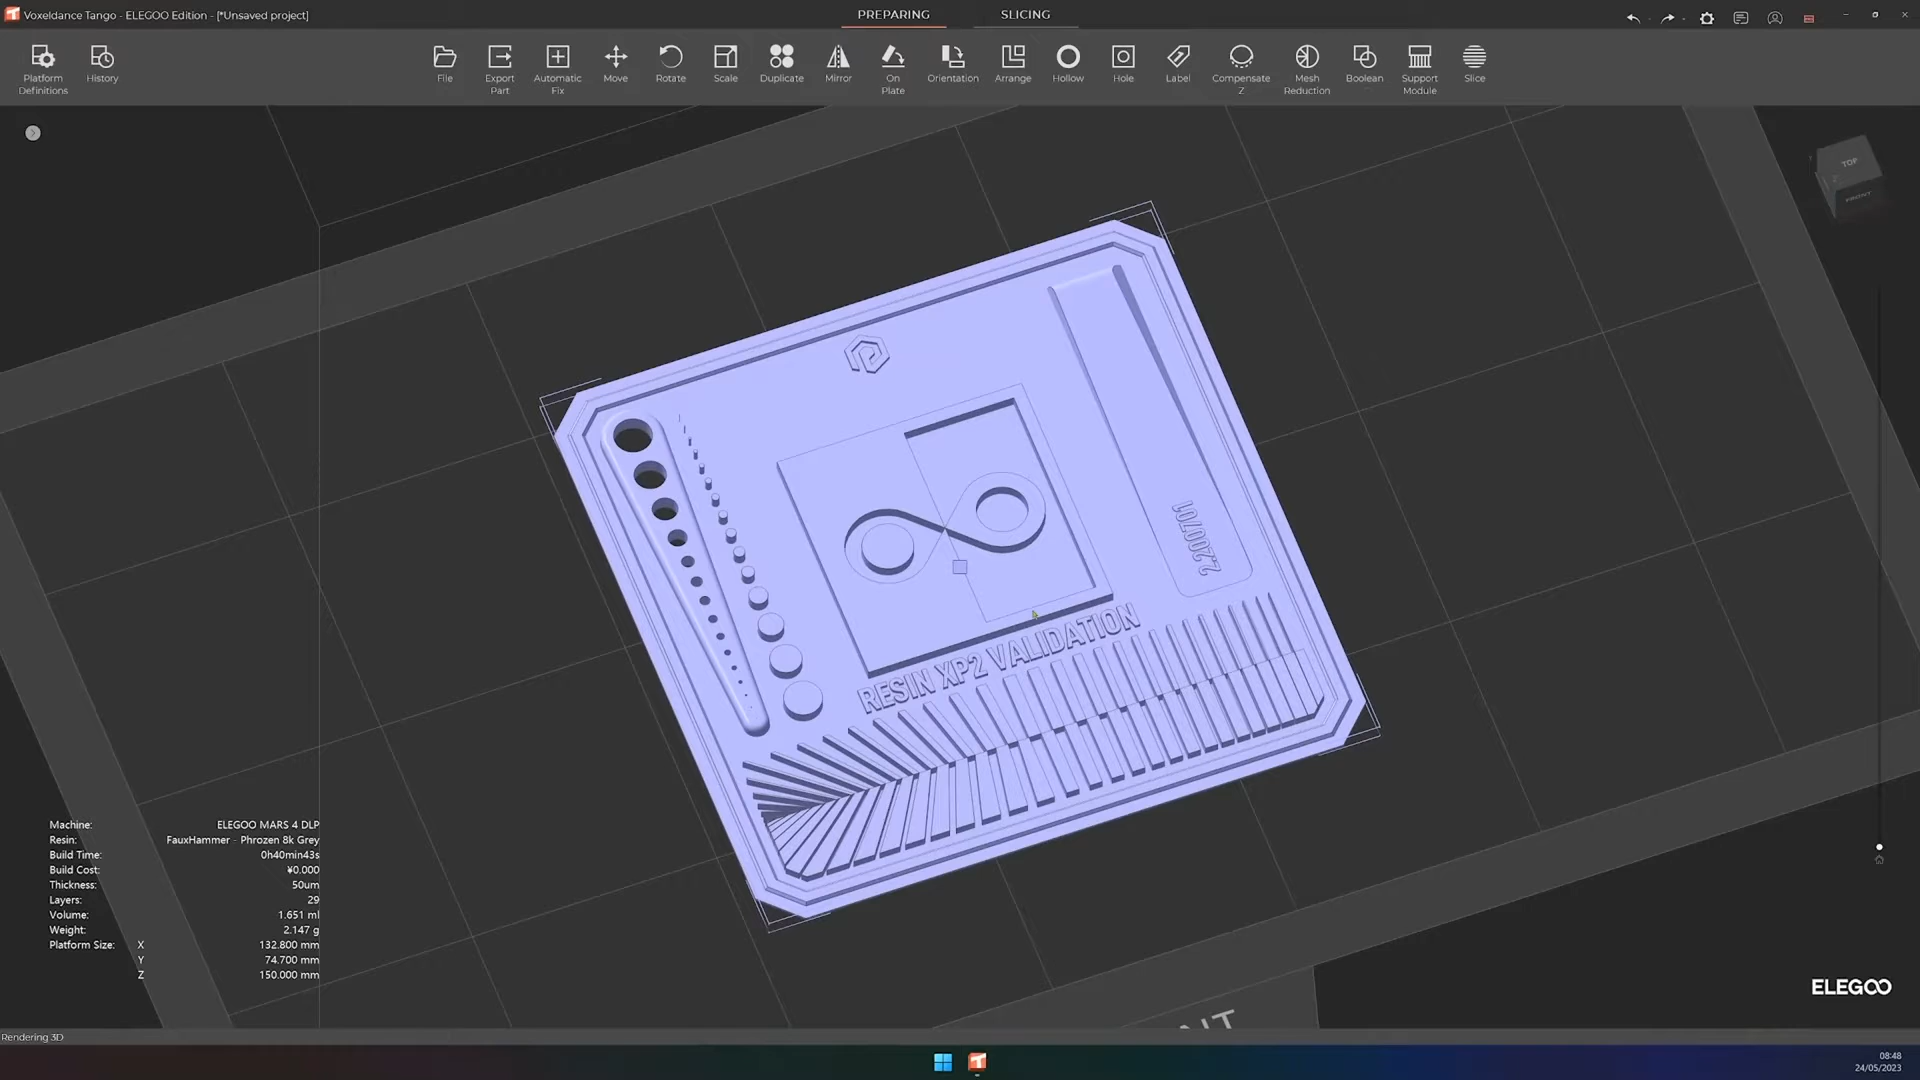 Voxeldance Tango - ELEGOO Edition - [*Unsaved project]
PREPARING
SLICING
Platform
Definitions
History
File
Export
Part
Automatic
Fix
Move
Rotate
Scale
Duplicate
Mirror
On
Plate
Orientation
Arrange
Hollow
Hole
Label
Compensate
Z
Mesh
Reduction
Boolean
Support
Module
Slice
TOP
FRONT
2.200701
RESIN XP2 VALIDATION
Machine: ELEGOO MARS 4 DLP
Resin: FauxHammer - Phrozen 8k Grey
Build Time: 0h40min43s
Build Cost: ¥0.000
Thickness: 50um
Layers: 29
Volume: 1.651 ml
Weight: 2.147 g
Platform Size: X 132.800 mm
Y 74.700 mm
Z 150.000 mm
ELEGOO
NT
Rendering 3D
08:48
24/05/2023